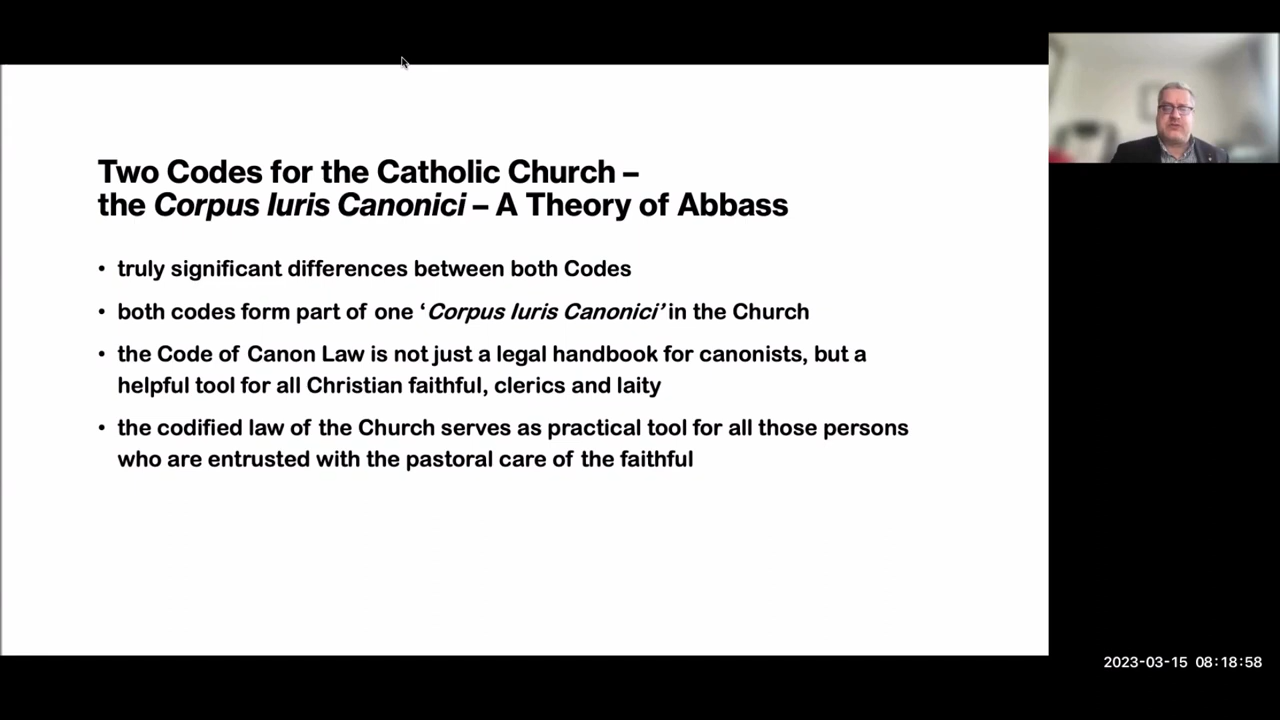 Two Codes for the Catholic Church –
the Corpus Iuris Canonici – A Theory of Abbass
• truly significant differences between both Codes
• both codes form part of one ‘Corpus Iuris Canonici’ in the Church
• the Code of Canon Law is not just a legal handbook for canonists, but a
helpful tool for all Christian faithful, clerics and laity
• the codified law of the Church serves as practical tool for all those persons
who are entrusted with the pastoral care of the faithful
2023-03-15 08:18:58